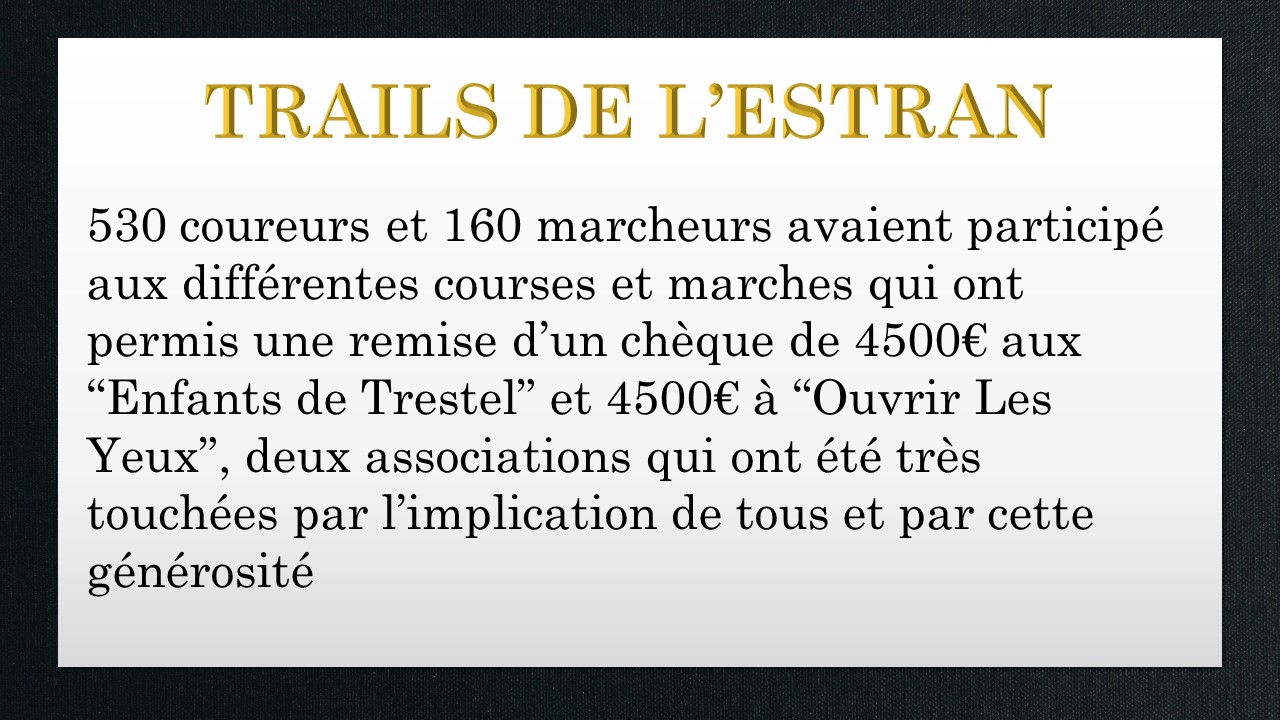 TRAILS DE L’ESTRAN
530 coureurs et 160 marcheurs avaient participé
aux différentes courses et marches qui ont
permis une remise d’un chèque de 4500€ aux
“Enfants de Trestel” et 4500€ à “Ouvrir Les
Yeux”, deux associations qui ont été très
touchées par l’implication de tous et par cette
générosité